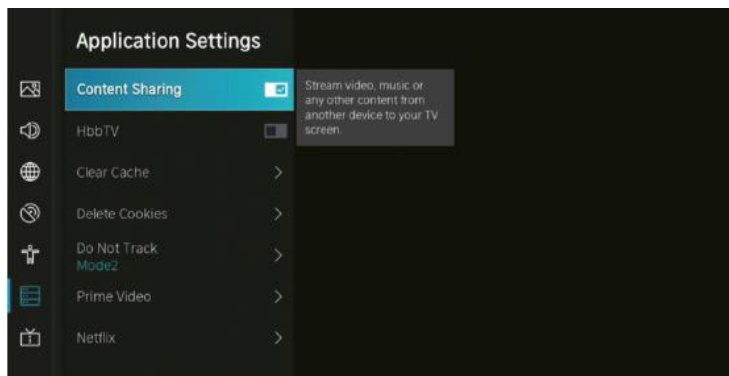 Application Settings
Content Sharing
Stream video, music or
any other content from
another device to your TV
screen.
HbbTV
Clear Cache
Delete Cookies
Do Not Track
Mode2
Prime Video
Netflix